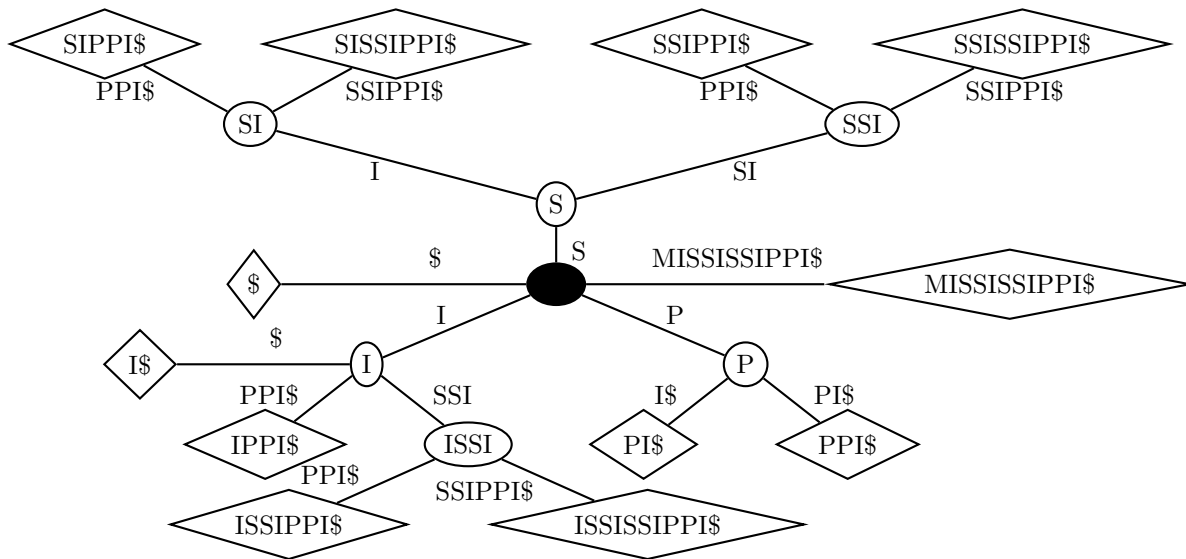 SIPPI$ SISSIPPI$ SSIPPI$ SSISSIPPI$
PPI$ SSIPPI$ PPI$ SSIPPI$
SI SSI
I SI
S
S
$ MISSISSIPPI$
$ MISSISSIPPI$
I P
$
I$ I P
PPI$ SSI I$ PI$
IPPI$ ISSI PI$ PPI$
PPI$ SSIPPI$
ISSIPPI$ ISSISSIPPI$